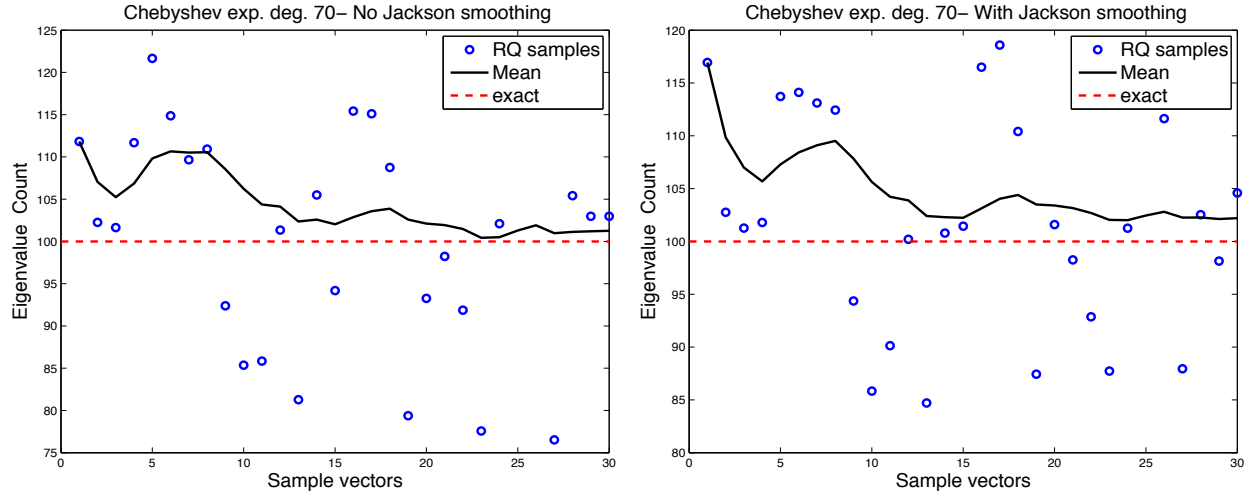 Chebyshev exp. deg. 70– No Jackson smoothing
125
120
115
110
105
100
95
90
85
80
75
0
5
10
15
20
25
30
Eigenvalue Count
Sample vectors
RQ samples
Mean
exact
Chebyshev exp. deg. 70– With Jackson smoothing
120
115
110
105
100
95
90
85
80
0
5
10
15
20
25
30
Eigenvalue Count
Sample vectors
RQ samples
Mean
exact